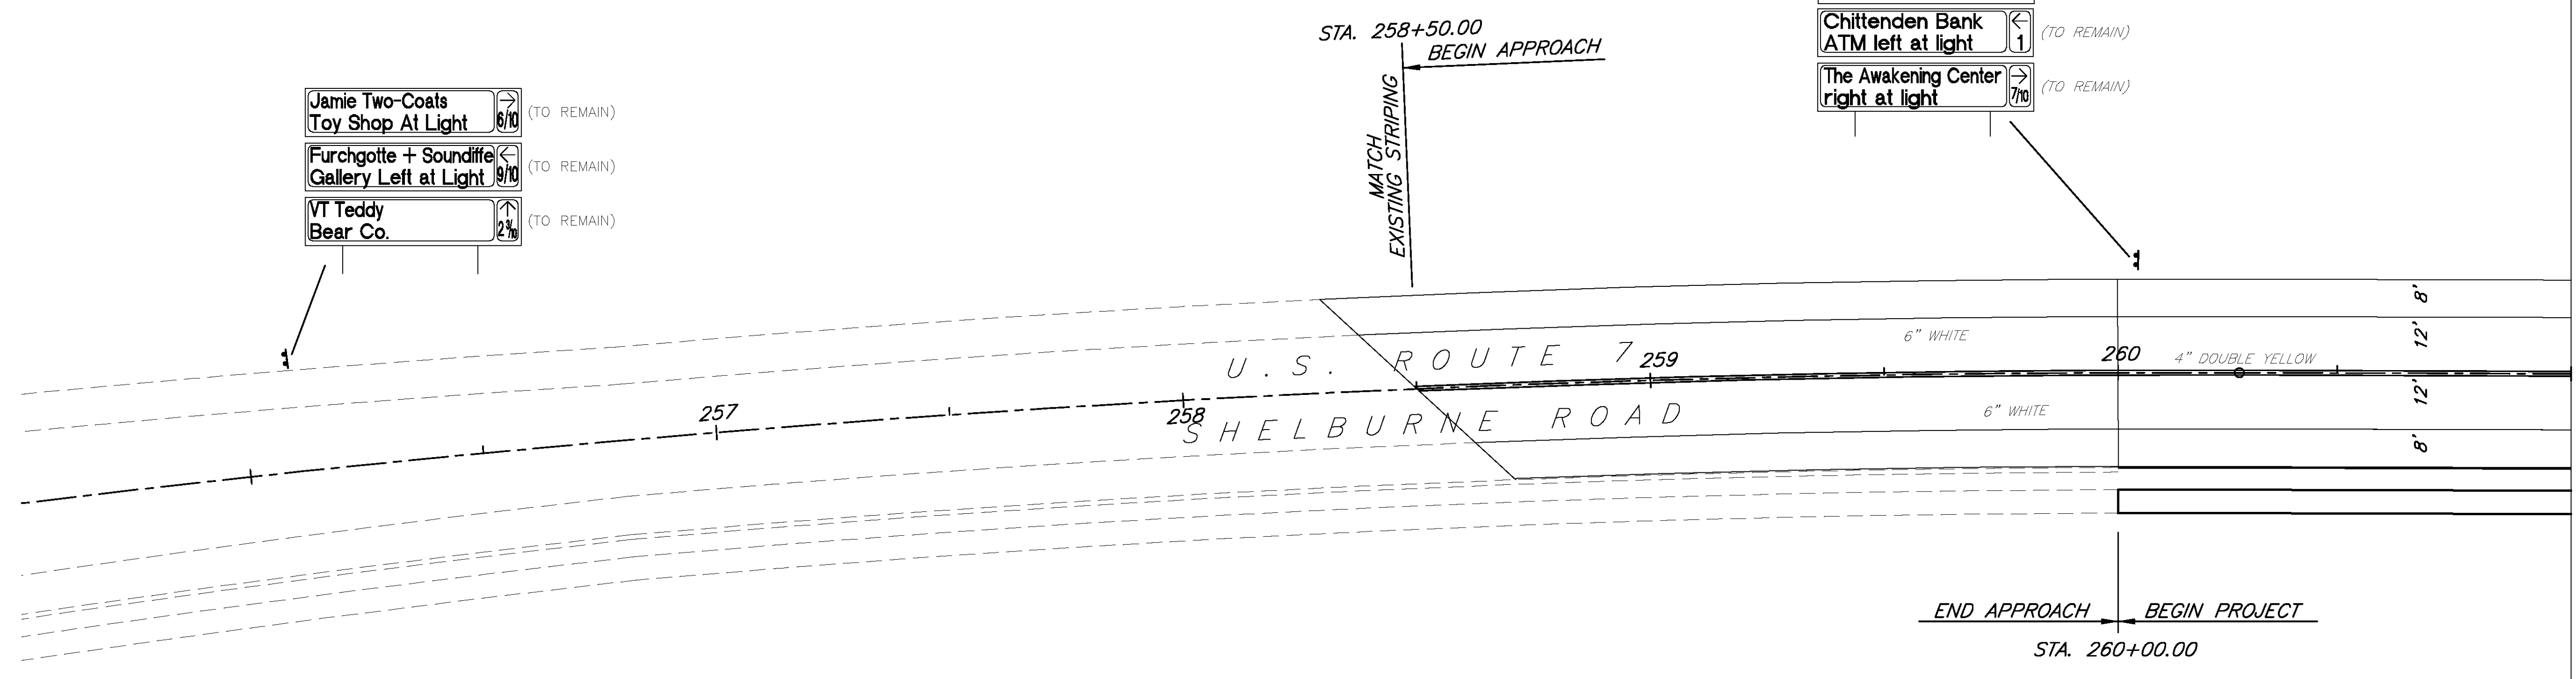 Jamie Two-Coats
Toy Shop At Light
6/10
(TO REMAIN)
Furchgotte + Soundiffe
Gallery Left at Light
9/10
(TO REMAIN)
VT Teddy
Bear Co.
2 3/10
(TO REMAIN)
STA. 258+50.00
BEGIN APPROACH
MATCH
EXISTING STRIPING
Chittenden Bank
ATM left at light
1
(TO REMAIN)
The Awakening Center
right at light
7/10
(TO REMAIN)
U.S. ROUTE 7
SHELBURNE ROAD
257
258
259
260
6" WHITE
4" DOUBLE YELLOW
6" WHITE
8'
12'
12'
8'
END APPROACH
BEGIN PROJECT
STA. 260+00.00